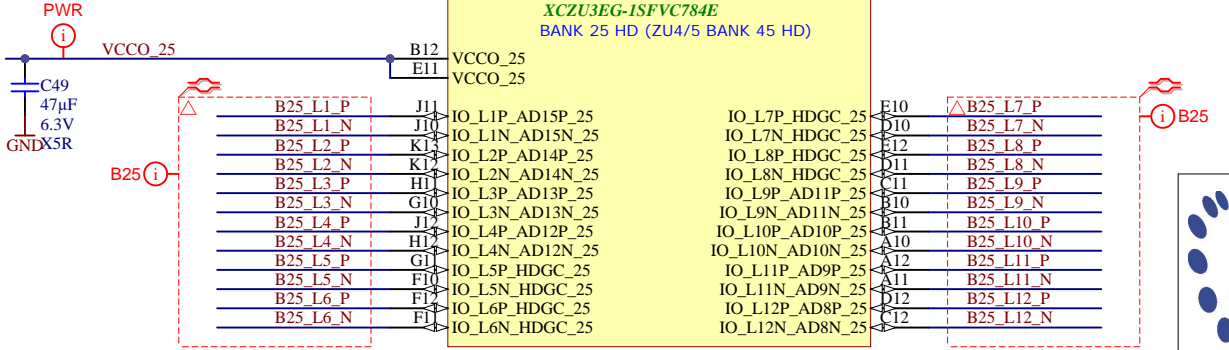 PWR
i
XCZU3EG-1SFVC784E
BANK 25 HD (ZU4/5 BANK 45 HD)
VCCO_25
B12
VCCO_25
E11
VCCO_25
C49
47µF
6.3V
X5R
GND
B25 i
B25_L1_P J11 IO_L1P_AD15P_25
B25_L1_N J10 IO_L1N_AD15N_25
B25_L2_P K13 IO_L2P_AD14P_25
B25_L2_N K12 IO_L2N_AD14N_25
B25_L3_P H11 IO_L3P_AD13P_25
B25_L3_N G10 IO_L3N_AD13N_25
B25_L4_P J12 IO_L4P_AD12P_25
B25_L4_N H12 IO_L4N_AD12N_25
B25_L5_P G11 IO_L5P_HDGC_25
B25_L5_N F10 IO_L5N_HDGC_25
B25_L6_P F12 IO_L6P_HDGC_25
B25_L6_N F11 IO_L6N_HDGC_25
IO_L7P_HDGC_25 E10 B25_L7_P
IO_L7N_HDGC_25 D10 B25_L7_N
IO_L8P_HDGC_25 E12 B25_L8_P
IO_L8N_HDGC_25 D11 B25_L8_N
IO_L9P_AD11P_25 C11 B25_L9_P
IO_L9N_AD11N_25 B10 B25_L9_N
IO_L10P_AD10P_25 B11 B25_L10_P
IO_L10N_AD10N_25 A10 B25_L10_N
IO_L11P_AD9P_25 A12 B25_L11_P
IO_L11N_AD9N_25 A11 B25_L11_N
IO_L12P_AD8P_25 D12 B25_L12_P
IO_L12N_AD8N_25 C12 B25_L12_N
i B25